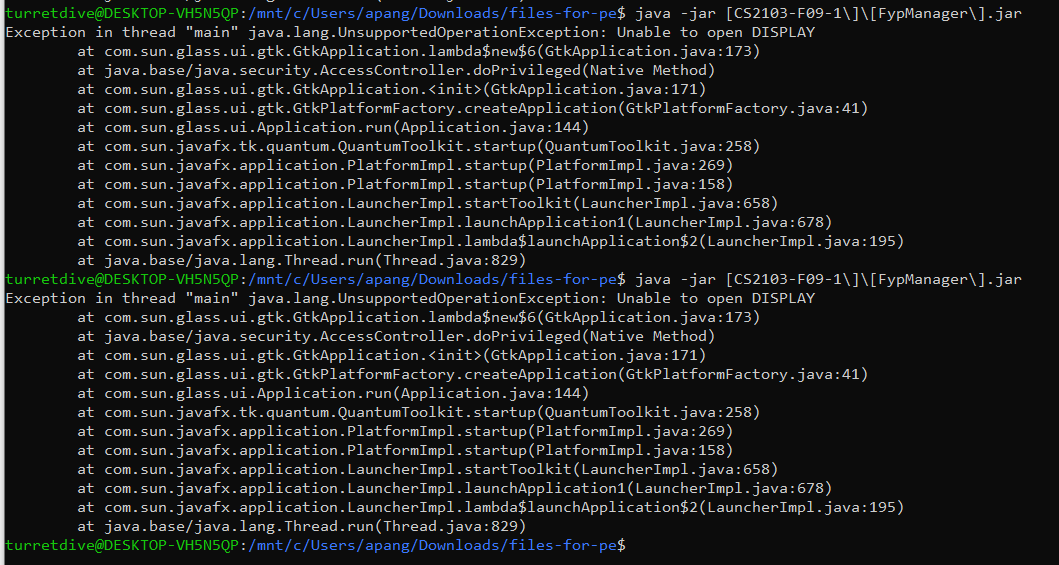 turretdive@DESKTOP-VH5N5QP:/mnt/c/Users/apang/Downloads/files-for-pe$ java -jar [CS2103-F09-1\]\[FypManager\].jar
Exception in thread "main" java.lang.UnsupportedOperationException: Unable to open DISPLAY
        at com.sun.glass.ui.gtk.GtkApplication.lambda$new$6(GtkApplication.java:173)
        at java.base/java.security.AccessController.doPrivileged(Native Method)
        at com.sun.glass.ui.gtk.GtkApplication.<init>(GtkApplication.java:171)
        at com.sun.glass.ui.gtk.GtkPlatformFactory.createApplication(GtkPlatformFactory.java:41)
        at com.sun.glass.ui.Application.run(Application.java:144)
        at com.sun.javafx.tk.quantum.QuantumToolkit.startup(QuantumToolkit.java:258)
        at com.sun.javafx.application.PlatformImpl.startup(PlatformImpl.java:269)
        at com.sun.javafx.application.PlatformImpl.startup(PlatformImpl.java:158)
        at com.sun.javafx.application.LauncherImpl.startToolkit(LauncherImpl.java:658)
        at com.sun.javafx.application.LauncherImpl.launchApplication1(LauncherImpl.java:678)
        at com.sun.javafx.application.LauncherImpl.lambda$launchApplication$2(LauncherImpl.java:195)
        at java.base/java.lang.Thread.run(Thread.java:829)
turretdive@DESKTOP-VH5N5QP:/mnt/c/Users/apang/Downloads/files-for-pe$ java -jar [CS2103-F09-1\]\[FypManager\].jar
Exception in thread "main" java.lang.UnsupportedOperationException: Unable to open DISPLAY
        at com.sun.glass.ui.gtk.GtkApplication.lambda$new$6(GtkApplication.java:173)
        at java.base/java.security.AccessController.doPrivileged(Native Method)
        at com.sun.glass.ui.gtk.GtkApplication.<init>(GtkApplication.java:171)
        at com.sun.glass.ui.gtk.GtkPlatformFactory.createApplication(GtkPlatformFactory.java:41)
        at com.sun.glass.ui.Application.run(Application.java:144)
        at com.sun.javafx.tk.quantum.QuantumToolkit.startup(QuantumToolkit.java:258)
        at com.sun.javafx.application.PlatformImpl.startup(PlatformImpl.java:269)
        at com.sun.javafx.application.PlatformImpl.startup(PlatformImpl.java:158)
        at com.sun.javafx.application.LauncherImpl.startToolkit(LauncherImpl.java:658)
        at com.sun.javafx.application.LauncherImpl.launchApplication1(LauncherImpl.java:678)
        at com.sun.javafx.application.LauncherImpl.lambda$launchApplication$2(LauncherImpl.java:195)
        at java.base/java.lang.Thread.run(Thread.java:829)
turretdive@DESKTOP-VH5N5QP:/mnt/c/Users/apang/Downloads/files-for-pe$